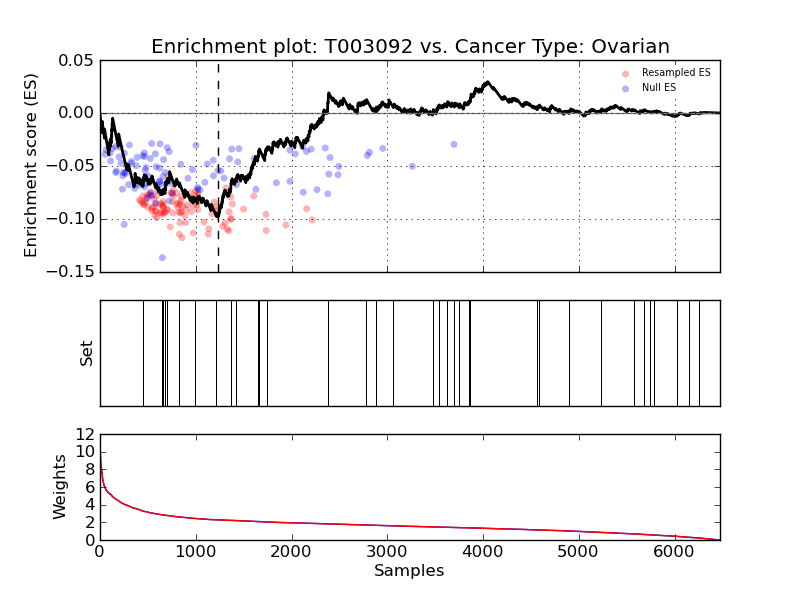 Enrichment plot: T003092 vs. Cancer Type: Ovarian
Enrichment score (ES)
0.05
0.00
−0.05
−0.10
−0.15
Resampled ES
Null ES
Set
Weights
12
10
8
6
4
2
0
0 1000 2000 3000 4000 5000 6000
Samples